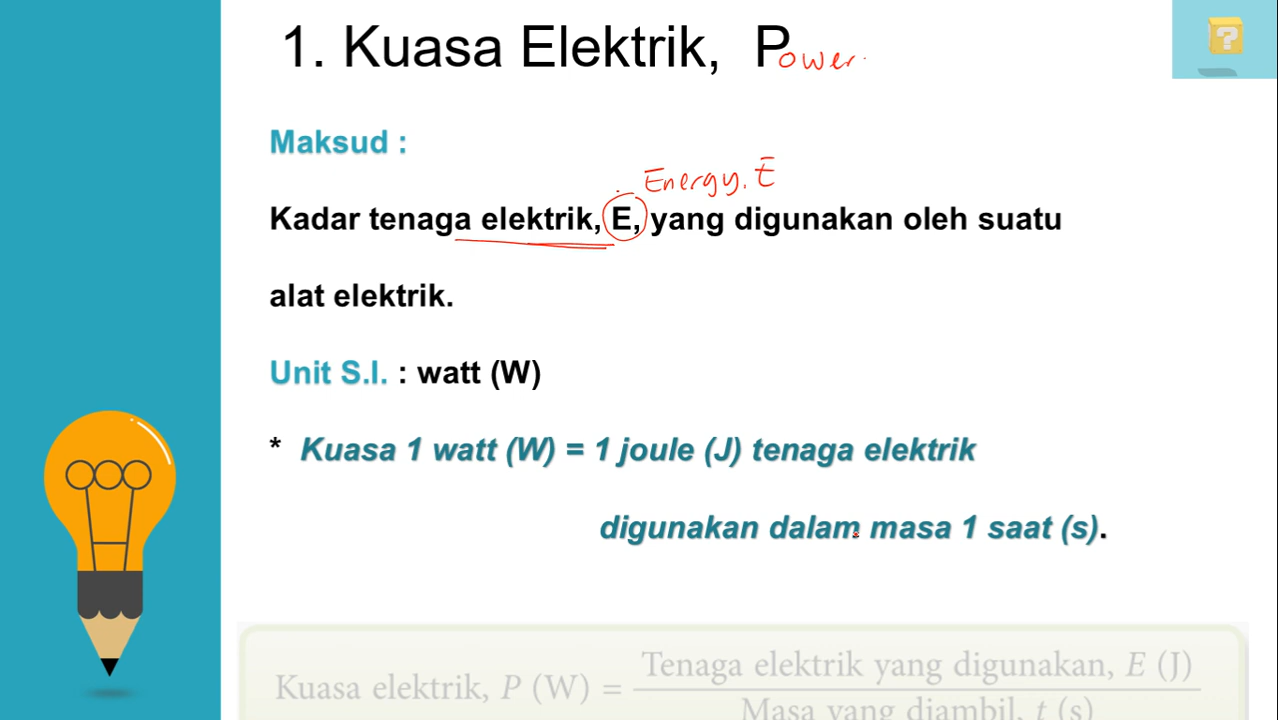 1. Kuasa Elektrik, Power.
Maksud :
Energy, E
Kadar tenaga elektrik, E, yang digunakan oleh suatu
alat elektrik.
Unit S.I. : watt (W)
* Kuasa 1 watt (W) = 1 joule (J) tenaga elektrik
digunakan dalam masa 1 saat (s).
Tenaga elektrik yang digunakan, E (J)
Kuasa elektrik, P (W) =
Masa yang diambil, t (s)
?